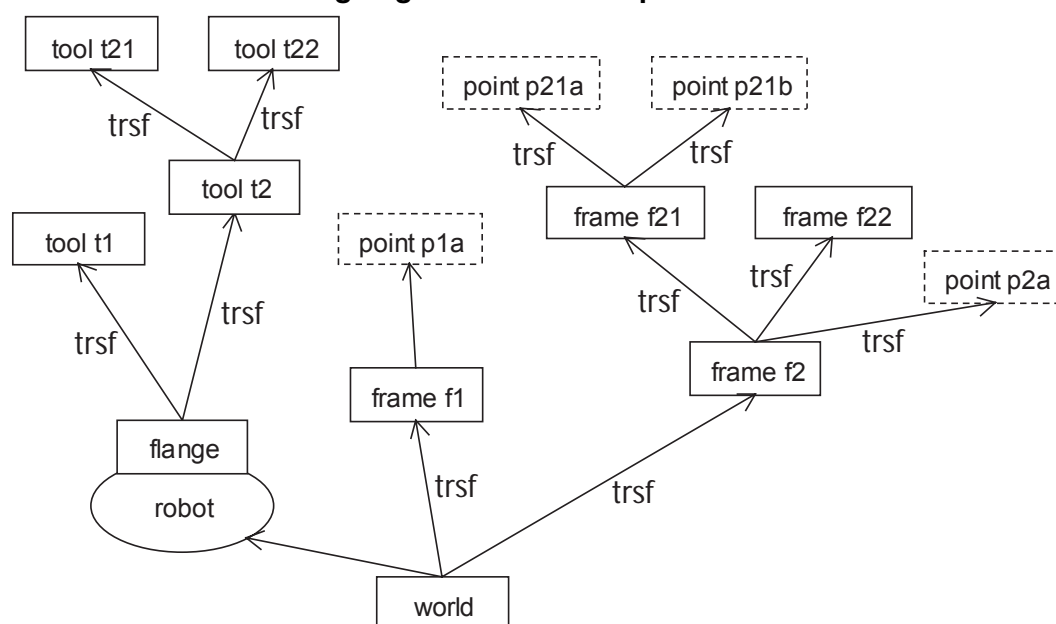 tool t21
tool t22
point p21a
point p21b
trsf
trsf
trsf
trsf
tool t2
frame f21
frame f22
tool t1
point p1a
point p2a
trsf
trsf
trsf
trsf
trsf
frame f2
frame f1
flange
trsf
trsf
robot
world